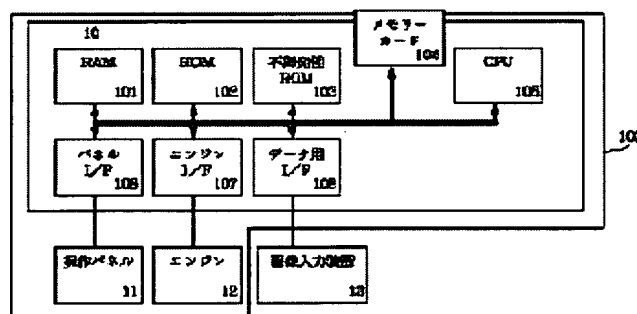 10
メモリー
カード
104
RAM
101
ROM
102
不揮発性
ROM
103
CPU
105
パネル
I/F
106
エンジン
I/F
107
データ用
I/F
108
100
操作パネル
11
エンジン
12
画像入力装置
13